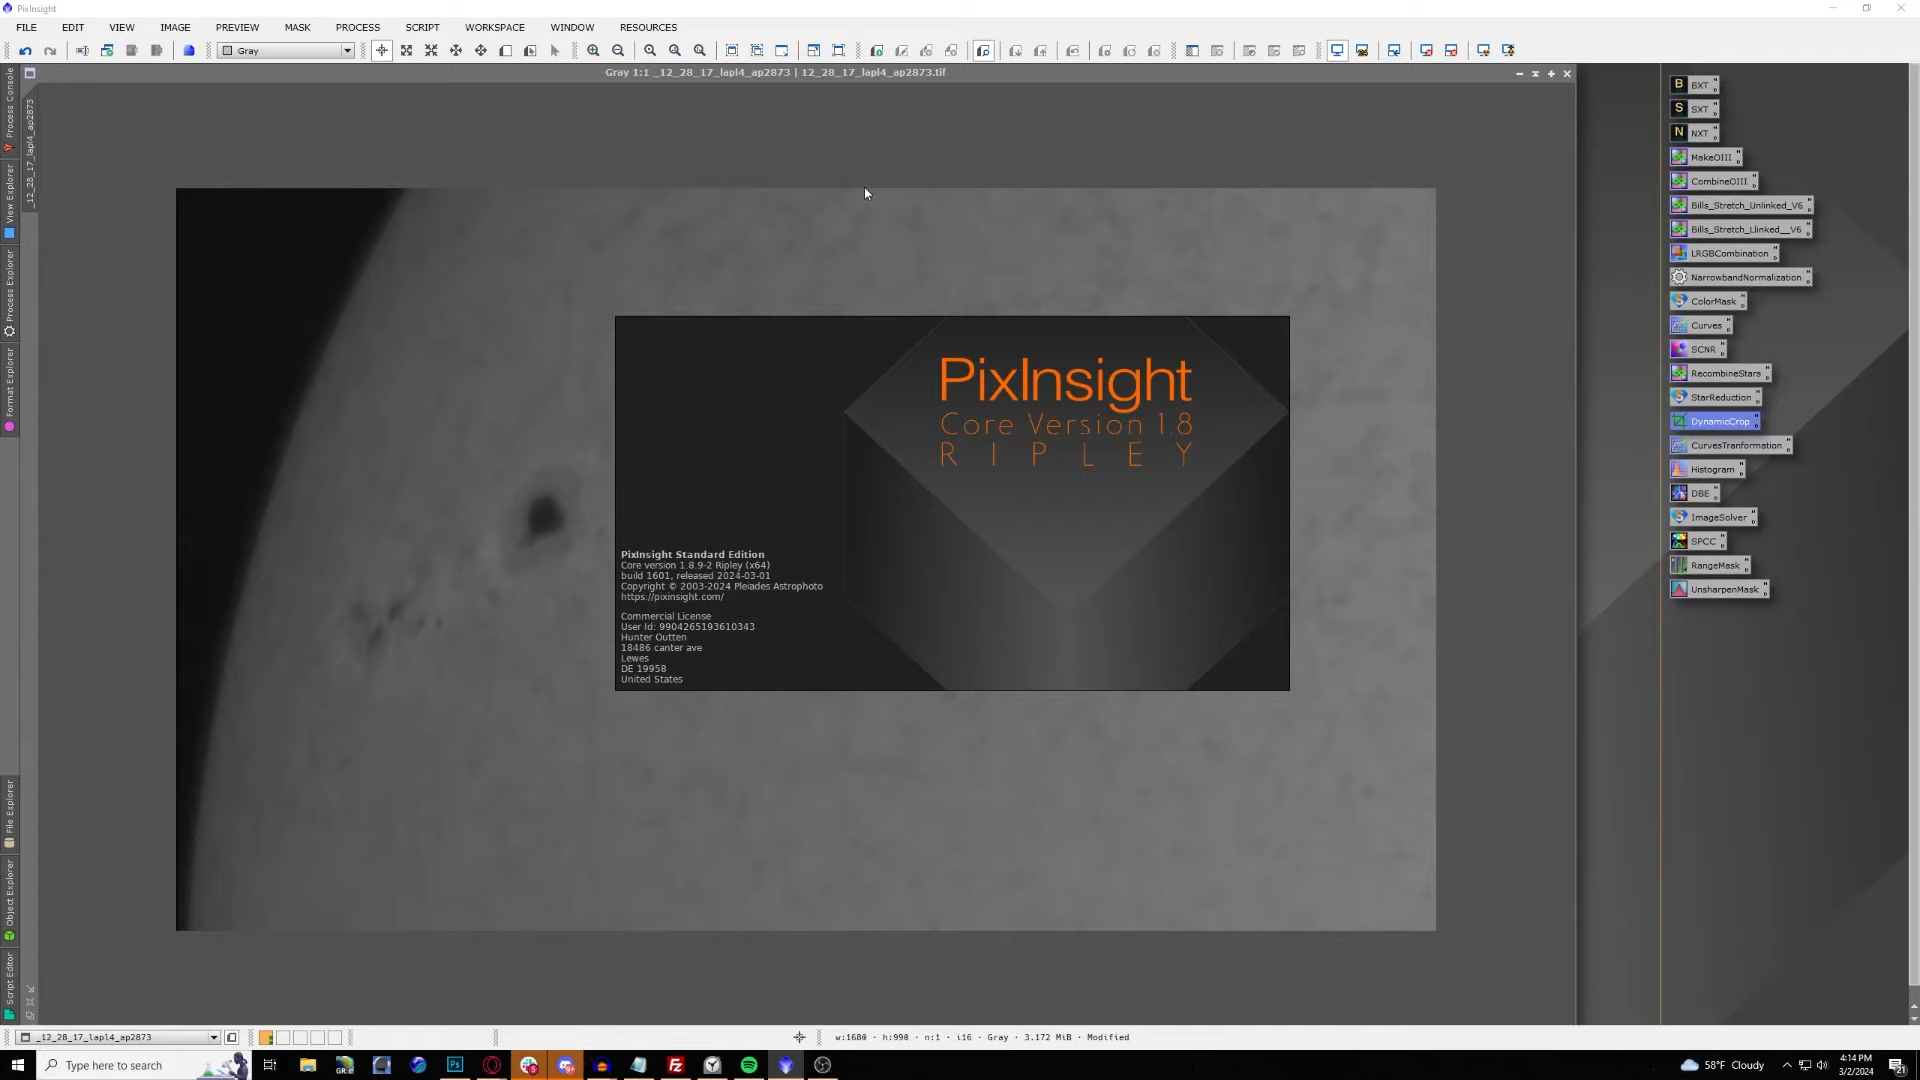 PixInsight
FILE EDIT VIEW IMAGE PROCESS PREVIEW MASK SCRIPT WORKSPACE WINDOW RESOURCES
Gray
Gray 1:1 _12_28_17_lapl4_ap2873 | 12_28_17_lapl4_ap2873.tif
Process Console
View Explorer
Process Explorer
Format Explorer
File Explorer
Object Explorer
Script Editor
_12_28_17_lapl4_ap2873
PixInsight
Core Version 1.8
RIPLEY
PixInsight Standard Edition
Core version 1.8.9-2 Ripley (x64)
build 1601, released 2024-03-01
Copyright © 2003-2024 Pleiades Astrophoto
https://pixinsight.com/
Commercial License
User Id: 9904265193610343
Hunter Outten
18486 canter ave
Lewes
DE 19958
United States
B BXT
S SXT
N NXT
MakeOIII
CombineOIII
Bills_Stretch_Unlinked_V6
Bills_Stretch_Llinked__V6
LRGBCombination
NarrowbandNormalization
ColorMask
Curves
SCNR
RecombineStars
StarReduction
DynamicCrop
CurvesTranformation
Histogram
DBE
ImageSolver
SPCC
RangeMask
UnsharpenMask
_12_28_17_lapl4_ap2873
w:1680 · h:990 · n:1 · i16 · Gray · 3.172 MiB · Modified
Type here to search
Ps
58°F Cloudy
4:14 PM
3/2/2024
21